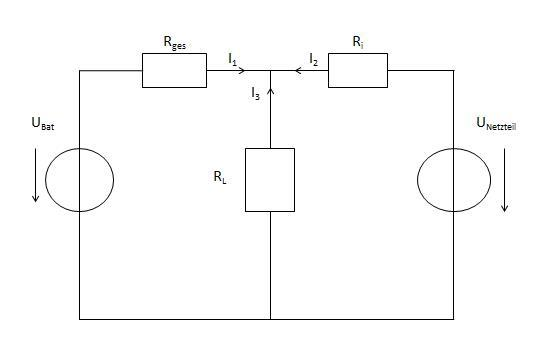 R_ges
R_i
I_1
I_2
I_3
U_Bat
U_Netzteil
R_L